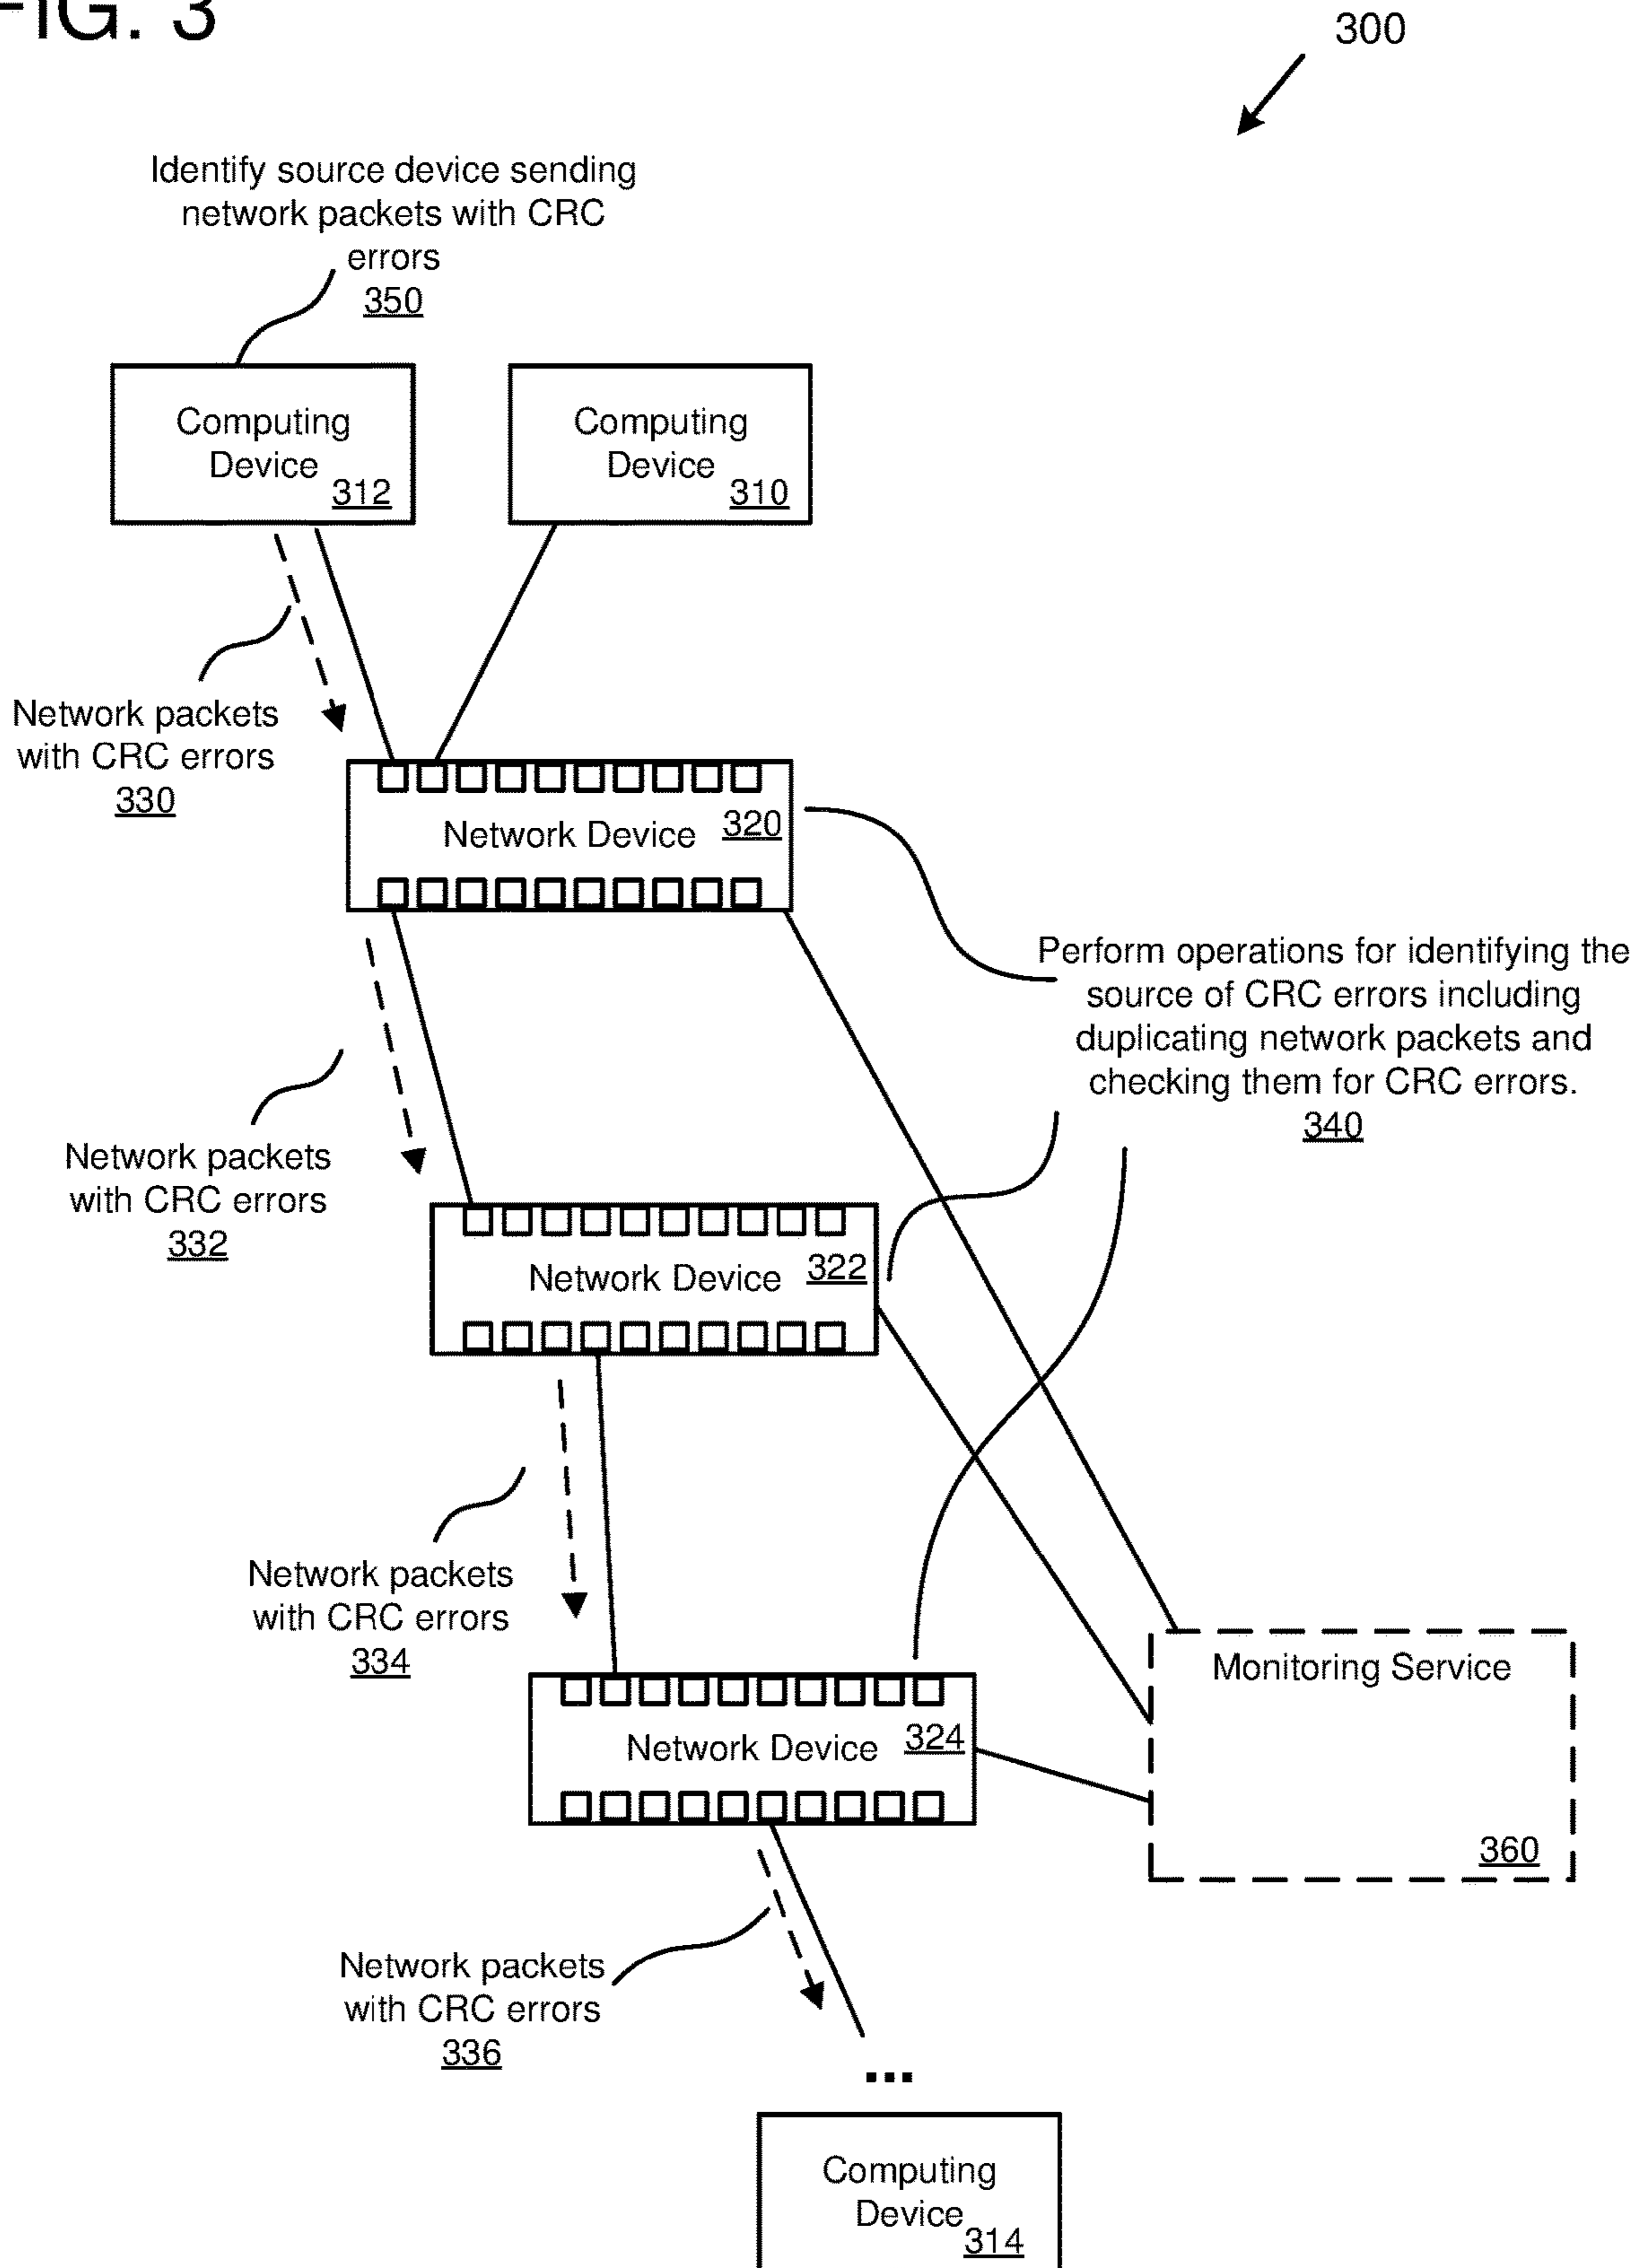 FIG. 3
300
Identify source device sending
network packets with CRC
errors
350
Computing
Device
312
Computing
Device
310
Network packets
with CRC errors
330
Network Device
320
Perform operations for identifying the
source of CRC errors including
duplicating network packets and
checking them for CRC errors.
340
Network packets
with CRC errors
332
Network Device
322
Network packets
with CRC errors
334
Monitoring Service
360
Network Device
324
Network packets
with CRC errors
336
...
Computing
Device
314